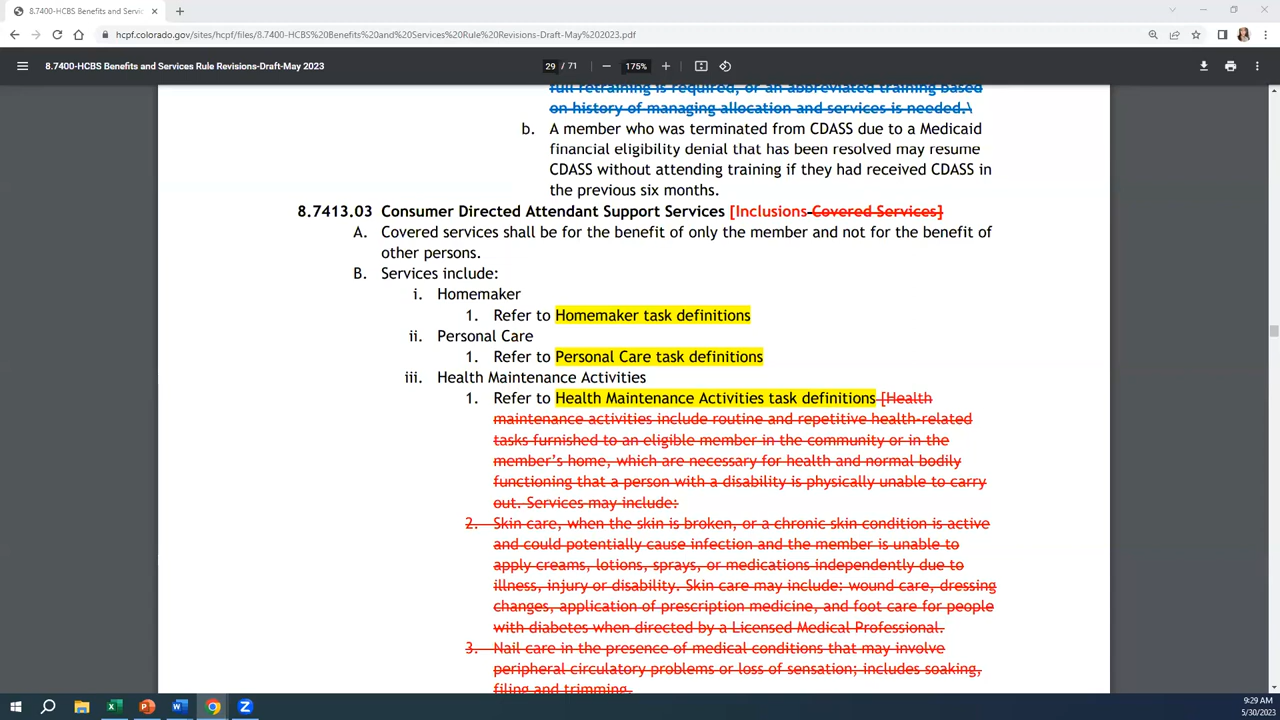 8.7400-HCBS Benefits and Servic
hcpf.colorado.gov/sites/hcpf/files/8.7400-HCBS%20Benefits%20and%20Services%20Rule%20Revisions-Draft-May%202023.pdf
8.7400-HCBS Benefits and Services Rule Revisions-Draft-May 2023
29 / 71
175%
full retraining is required, or an abbreviated training based
on history of managing allocation and services is needed.\
b. A member who was terminated from CDASS due to a Medicaid
financial eligibility denial that has been resolved may resume
CDASS without attending training if they had received CDASS in
the previous six months.
8.7413.03 Consumer Directed Attendant Support Services [Inclusions Covered Services]
A. Covered services shall be for the benefit of only the member and not for the benefit of
other persons.
B. Services include:
i. Homemaker
1. Refer to Homemaker task definitions
ii. Personal Care
1. Refer to Personal Care task definitions
iii. Health Maintenance Activities
1. Refer to Health Maintenance Activities task definitions [Health
maintenance activities include routine and repetitive health-related
tasks furnished to an eligible member in the community or in the
member's home, which are necessary for health and normal bodily
functioning that a person with a disability is physically unable to carry
out. Services may include:
2. Skin care, when the skin is broken, or a chronic skin condition is active
and could potentially cause infection and the member is unable to
apply creams, lotions, sprays, or medications independently due to
illness, injury or disability. Skin care may include: wound care, dressing
changes, application of prescription medicine, and foot care for people
with diabetes when directed by a Licensed Medical Professional.
3. Nail care in the presence of medical conditions that may involve
peripheral circulatory problems or loss of sensation; includes soaking,
filing and trimming.
9:29 AM
5/30/2023